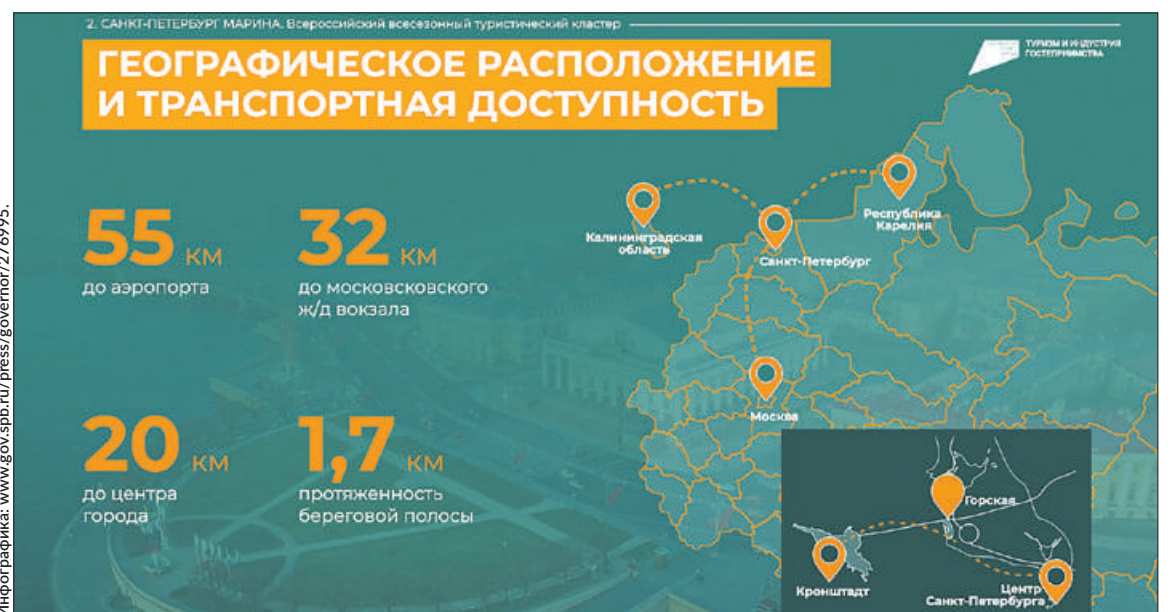 2. САНКТ-ПЕТЕРБУРГ МАРИНА. Всероссийский всесезонный туристический кластер
ТУРИЗМ И ИНДУСТРИЯ
ГОСТЕПРИИМСТВА
ГЕОГРАФИЧЕСКОЕ РАСПОЛОЖЕНИЕ
И ТРАНСПОРТНАЯ ДОСТУПНОСТЬ
55 км
до аэропорта
32 км
до московсковского
ж/д вокзала
20 км
до центра
города
1,7 км
протяженность
береговой полосы
Калининградская
область
Санкт-Петербург
Республика
Карелия
Москва
Горская
Кронштадт
Центр
Санкт-Петербурга
Инфографика: www.gov.spb.ru/press/governor/276995.